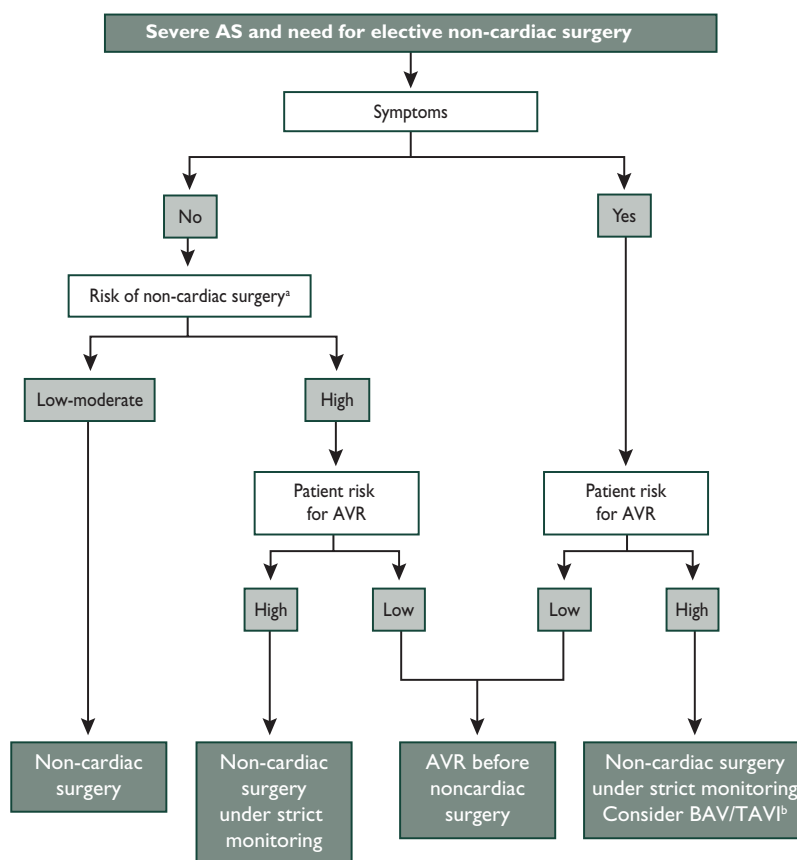 Severe AS and need for elective non-cardiac surgery
Symptoms
No
Yes
Risk of non-cardiac surgeryᵃ
Low-moderate
High
Patient risk
for AVR
Patient risk
for AVR
High
Low
Low
High
Non-cardiac
surgery
Non-cardiac
surgery
under strict
monitoring
AVR before
noncardiac
surgery
Non-cardiac surgery
under strict monitoring
Consider BAV/TAVIᵇ